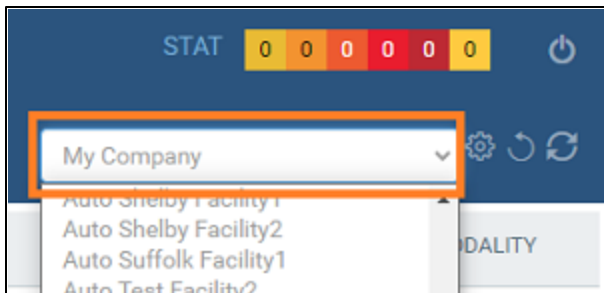 STAT 0 0 0 0 0 0
My Company
Auto Shelby Facility1
Auto Shelby Facility2
Auto Suffolk Facility1
Auto Test Facility2
DALITY